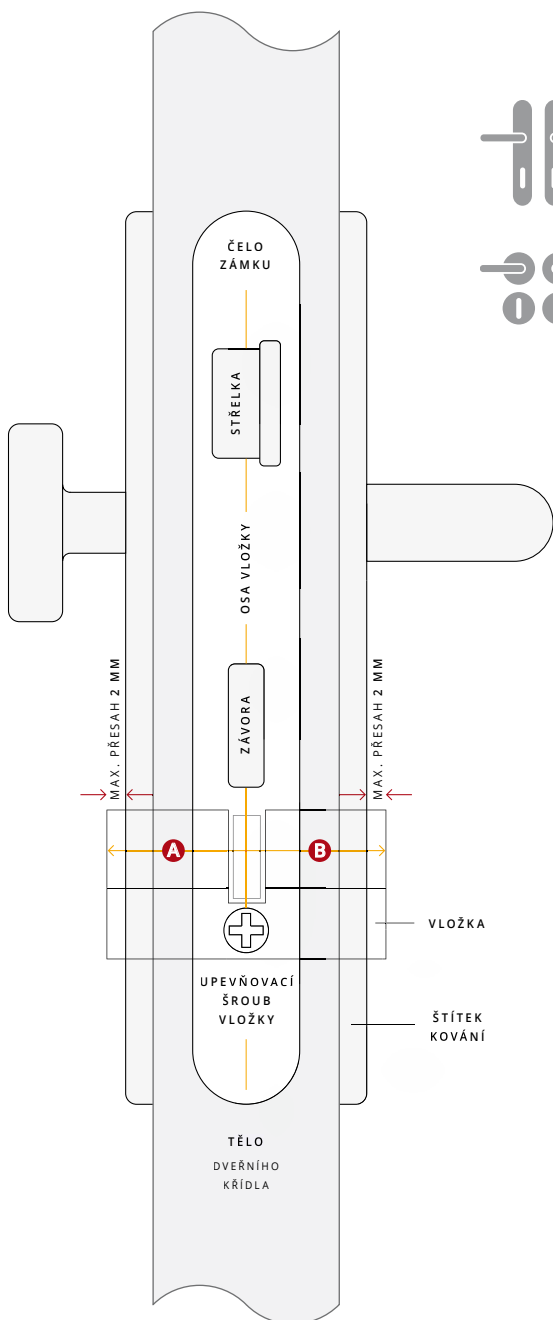 ČELO
ZÁMKU
STŘELKA
OSA VLOŽKY
ZÁVORA
MAX. PŘESAH 2 MM
MAX. PŘESAH 2 MM
A
B
VLOŽKA
UPEVŇOVACÍ
ŠROUB
VLOŽKY
ŠTÍTEK
KOVÁNÍ
TĚLO
DVEŘNÍHO
KŘÍDLA